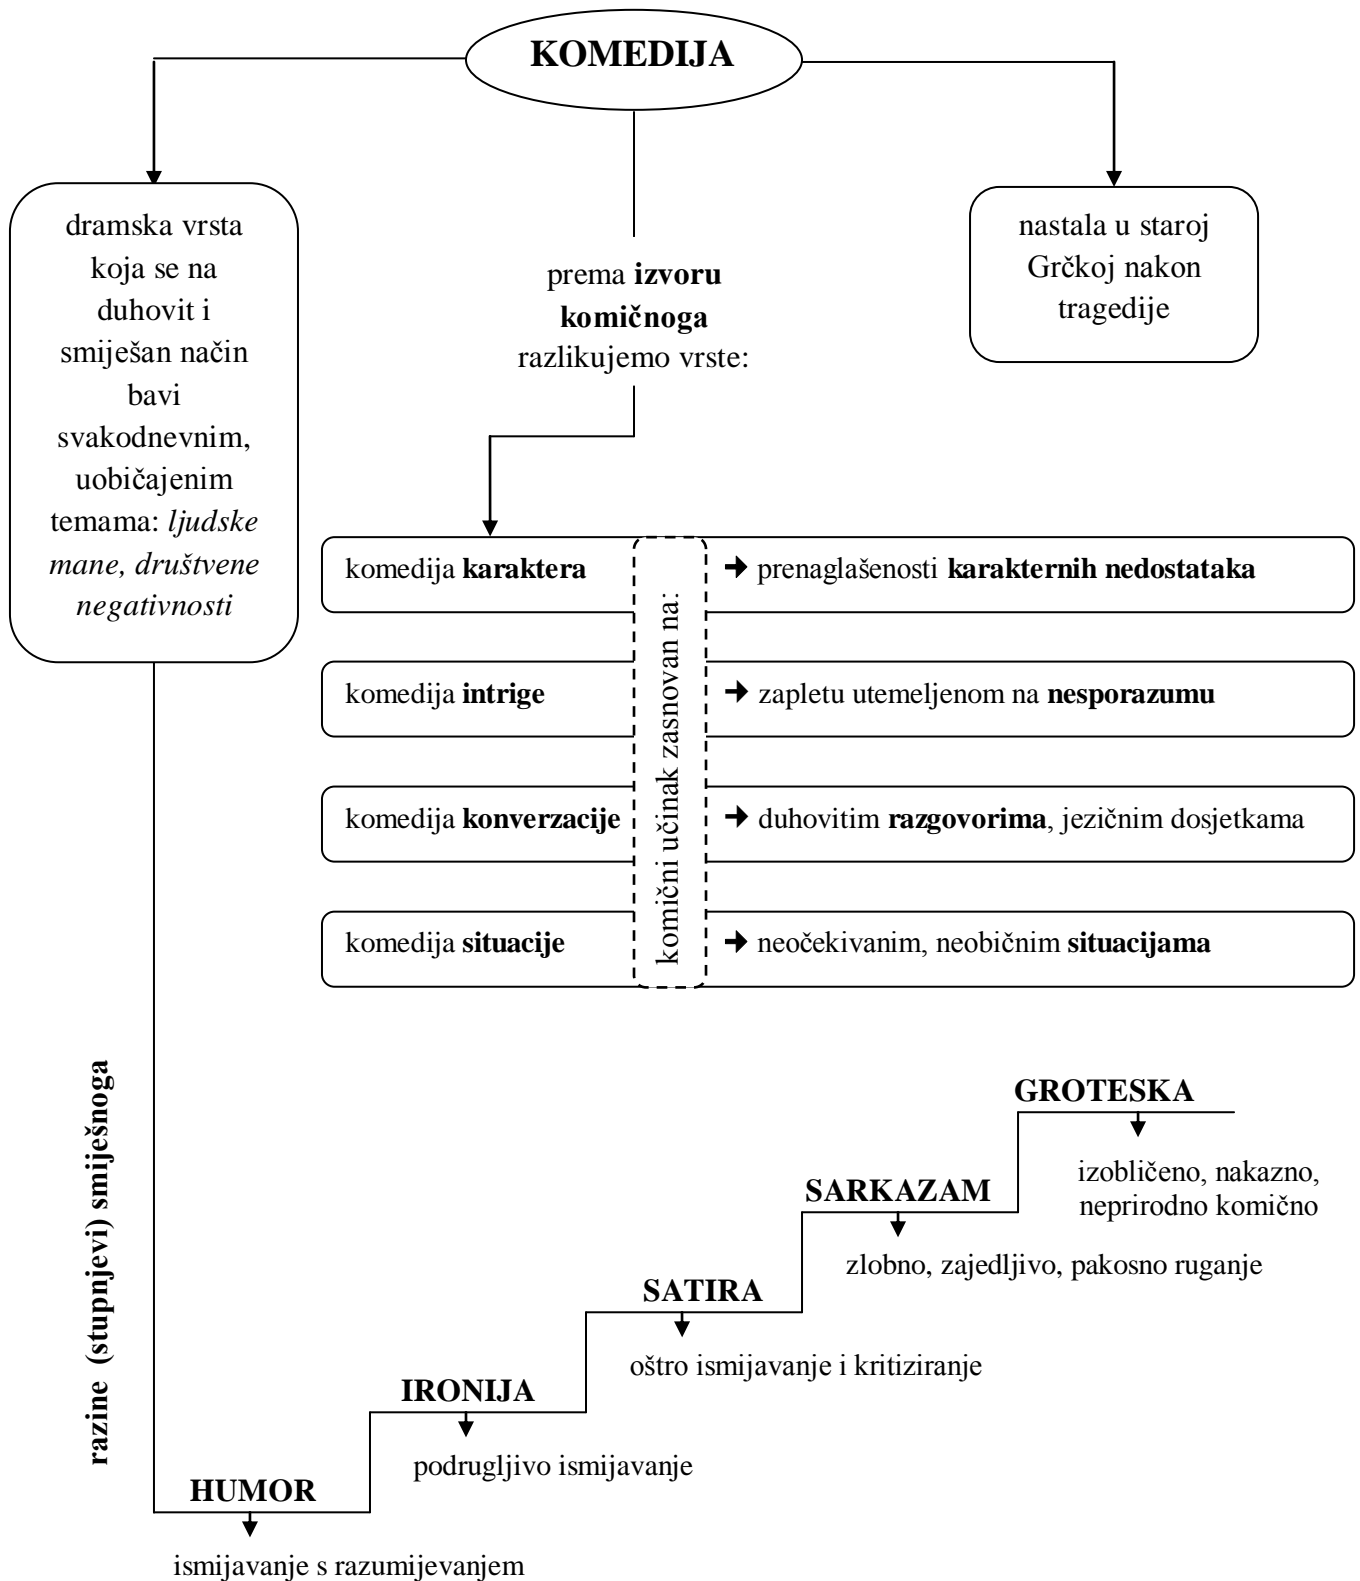 KOMEDIJA
dramska vrsta
koja se na
duhovit i
smiješan način
bavi
svakodnevnim,
uobičajenim
temama: ljudske
mane, društvene
negativnosti
prema izvoru
komičnoga
razlikujemo vrste:
nastala u staroj
Grčkoj nakon
tragedije
komični učinak zasnovan na:
komedija karaktera ➔ prenaglašenosti karakternih nedostataka
komedija intrige ➔ zapletu utemeljenom na nesporazumu
komedija konverzacije ➔ duhovitim razgovorima, jezičnim dosjetkama
komedija situacije ➔ neočekivanim, neobičnim situacijama
razine (stupnjevi) smiješnoga
GROTESKA
izobličeno, nakazno,
neprirodno komično
SARKAZAM
zlobno, zajedljivo, pakosno ruganje
SATIRA
oštro ismijavanje i kritiziranje
IRONIJA
podrugljivo ismijavanje
HUMOR
ismijavanje s razumijevanjem